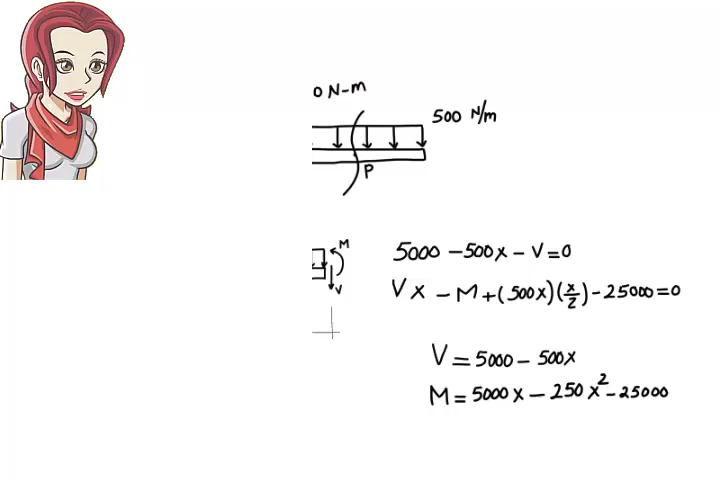 0 N-m
500 N/m
P
M
V
5000 - 500x - V = 0
Vx - M + (500x)(x/2) - 25000 = 0
V = 5000 - 500x
M = 5000x - 250x² - 25000